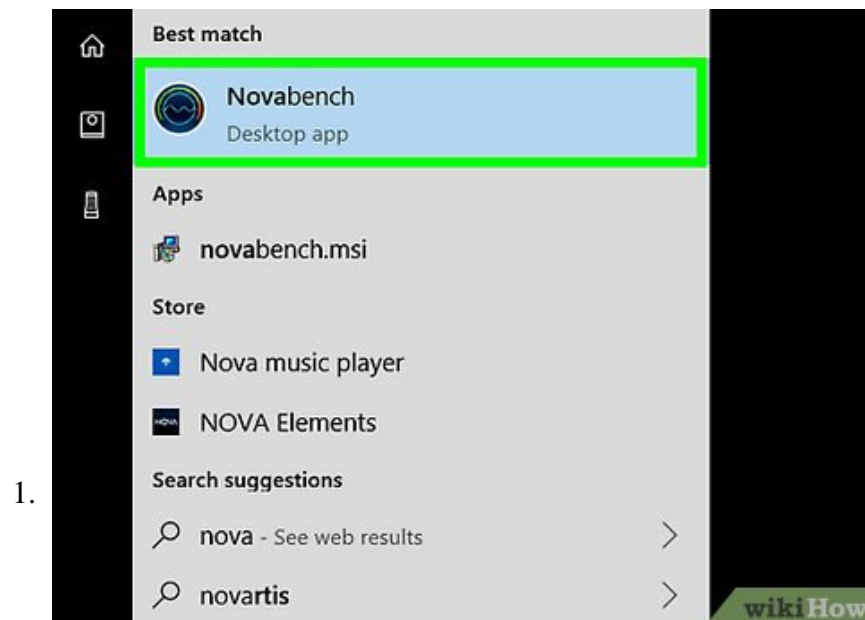 Best match
Novabench
Desktop app
Apps
novabench.msi
Store
Nova music player
NOVA Elements
Search suggestions
1.
nova - See web results
novartis
wikiHow